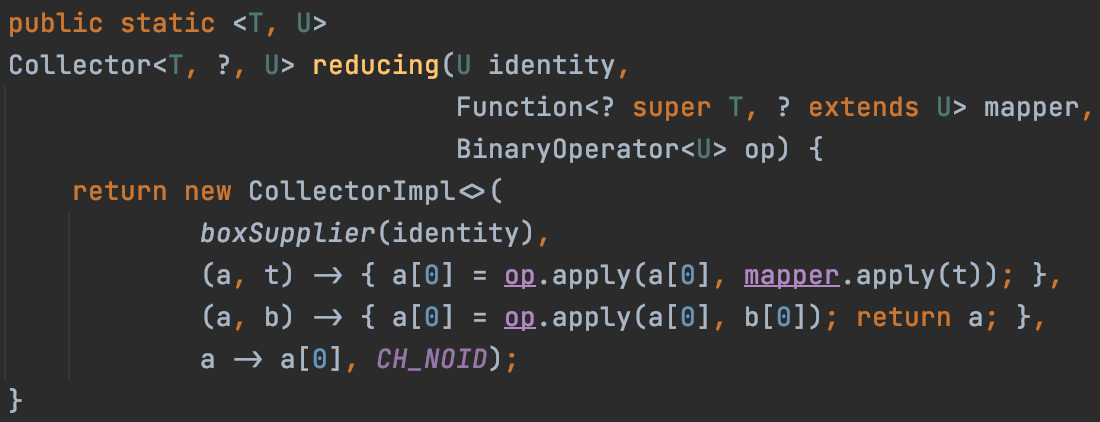 public static <T, U>
Collector<T, ?, U> reducing(U identity,
                            Function<? super T, ? extends U> mapper,
                            BinaryOperator<U> op) {
    return new CollectorImpl<>(
            boxSupplier(identity),
            (a, t) -> { a[0] = op.apply(a[0], mapper.apply(t)); },
            (a, b) -> { a[0] = op.apply(a[0], b[0]); return a; },
            a -> a[0], CH_NOID);
}